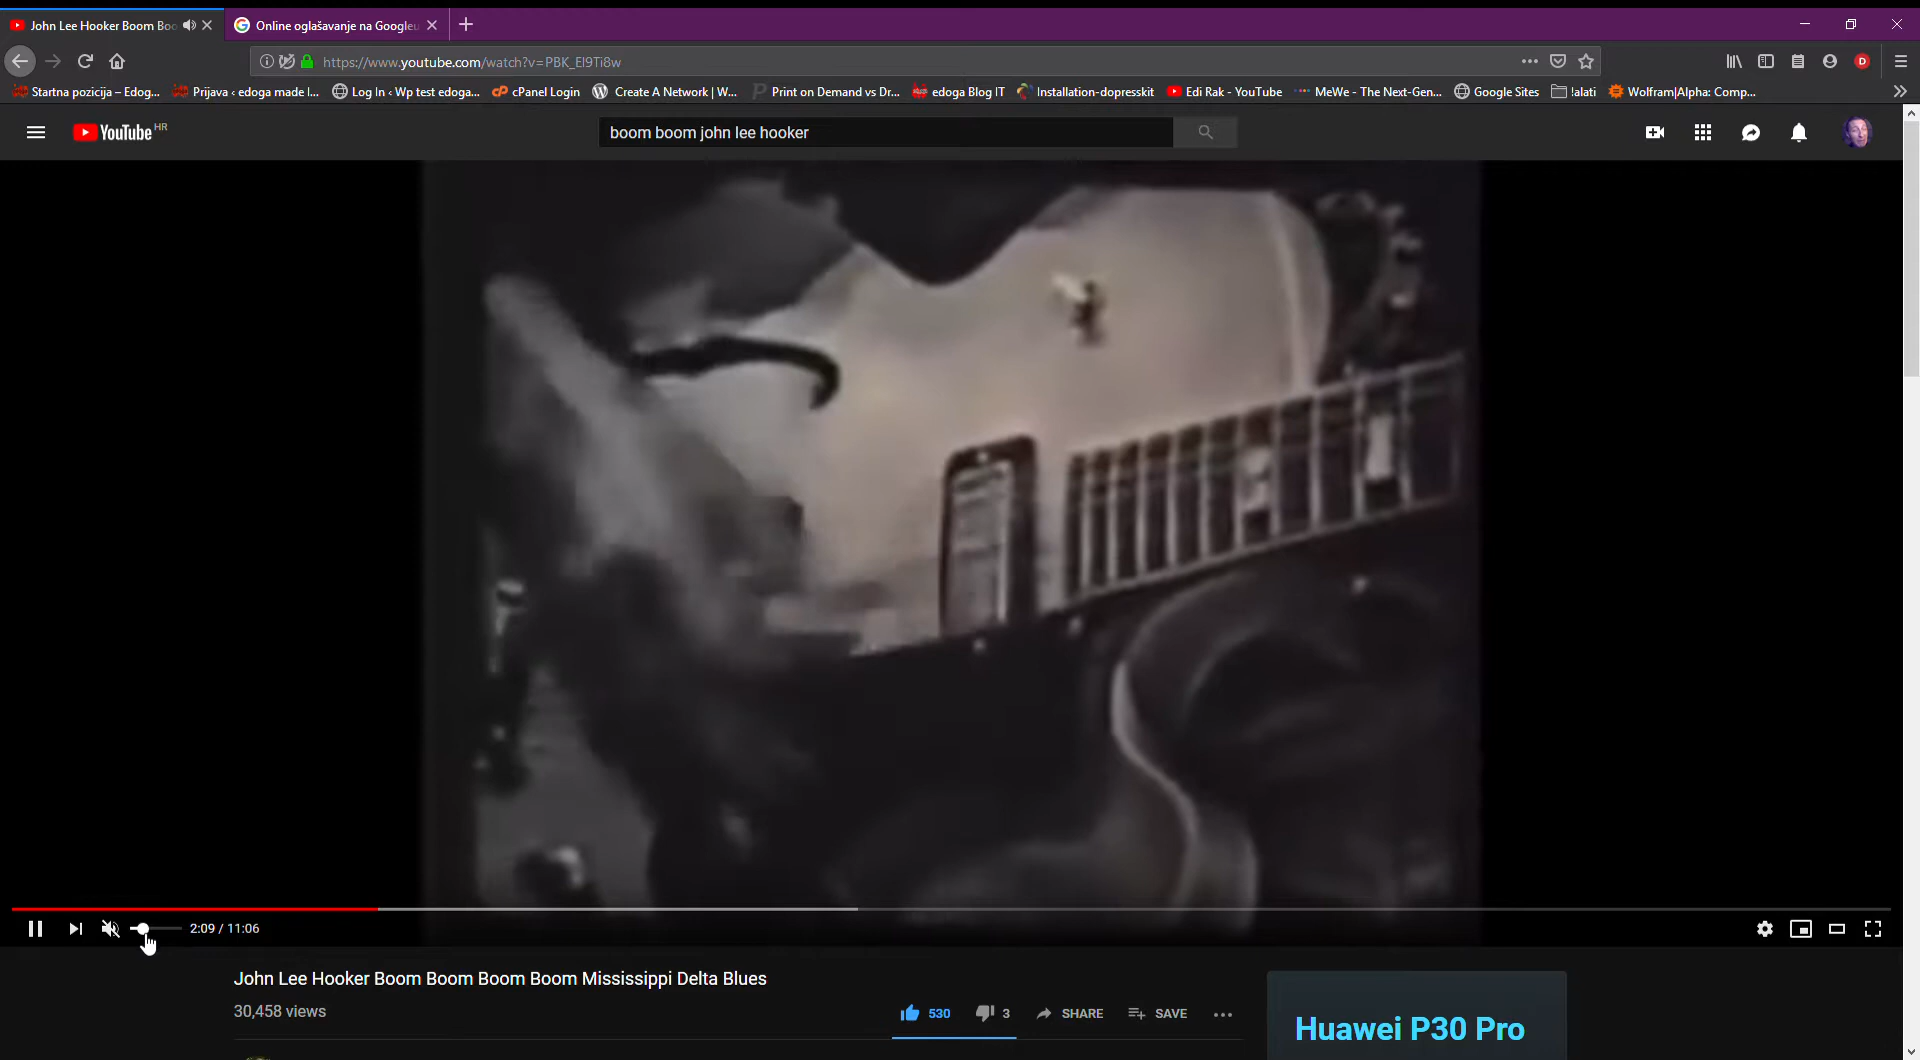 John Lee Hooker Boom Boo
Online oglašavanje na Googleu
https://www.youtube.com/watch?v=PBK_El9Ti8w
Startna pozicija – Edog...
Prijava ‹ edoga made I...
Log In ‹ Wp test edoga...
cPanel Login
Create A Network | W...
Print on Demand vs Dr...
edoga Blog IT
Installation-dopresskit
Edi Rak - YouTube
MeWe - The Next-Gen...
Google Sites
!alati
Wolfram|Alpha: Comp...
YouTube HR
boom boom john lee hooker
2:09 / 11:06
John Lee Hooker Boom Boom Boom Boom Mississippi Delta Blues
30,458 views
530
3
SHARE
SAVE
Huawei P30 Pro